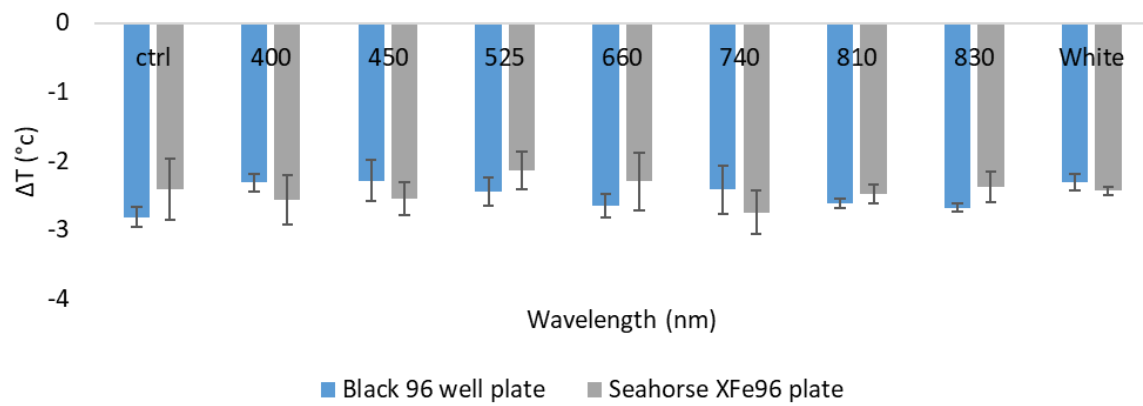 0
ctrl 400 450 525 660 740 810 830 White
-1
-2
-3
-4
ΔT (°c)
Wavelength (nm)
Black 96 well plate Seahorse XFe96 plate